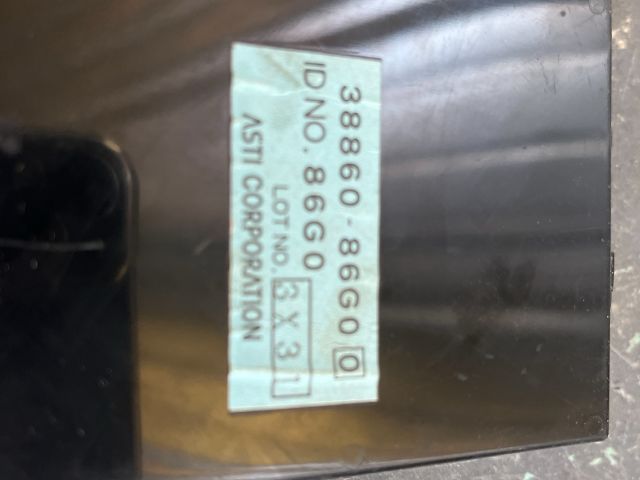 38860-86G0 0
ID NO. 86G0
LOT NO. 3X31
ASTI CORPORATION